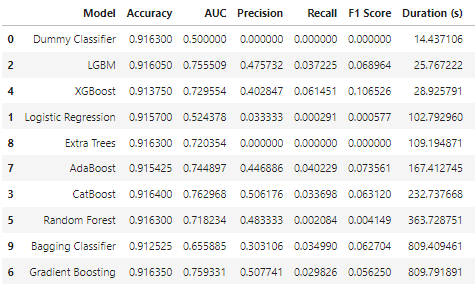 Model Accuracy AUC Precision Recall F1 Score Duration (s)
0 Dummy Classifier 0.916300 0.500000 0.000000 0.000000 0.000000 14.437106
2 LGBM 0.916050 0.755509 0.475732 0.037225 0.068964 25.767222
4 XGBoost 0.913750 0.729554 0.402847 0.061451 0.106526 28.925791
1 Logistic Regression 0.915700 0.524378 0.033333 0.000291 0.000577 102.792960
8 Extra Trees 0.916300 0.720354 0.000000 0.000000 0.000000 109.194871
7 AdaBoost 0.915425 0.744897 0.446886 0.040229 0.073561 167.412745
3 CatBoost 0.916400 0.762968 0.506176 0.033698 0.063120 232.737668
5 Random Forest 0.916300 0.718234 0.483333 0.002084 0.004149 363.728751
9 Bagging Classifier 0.912525 0.655885 0.303106 0.034990 0.062704 809.409461
6 Gradient Boosting 0.916350 0.759331 0.507741 0.029826 0.056250 809.791891